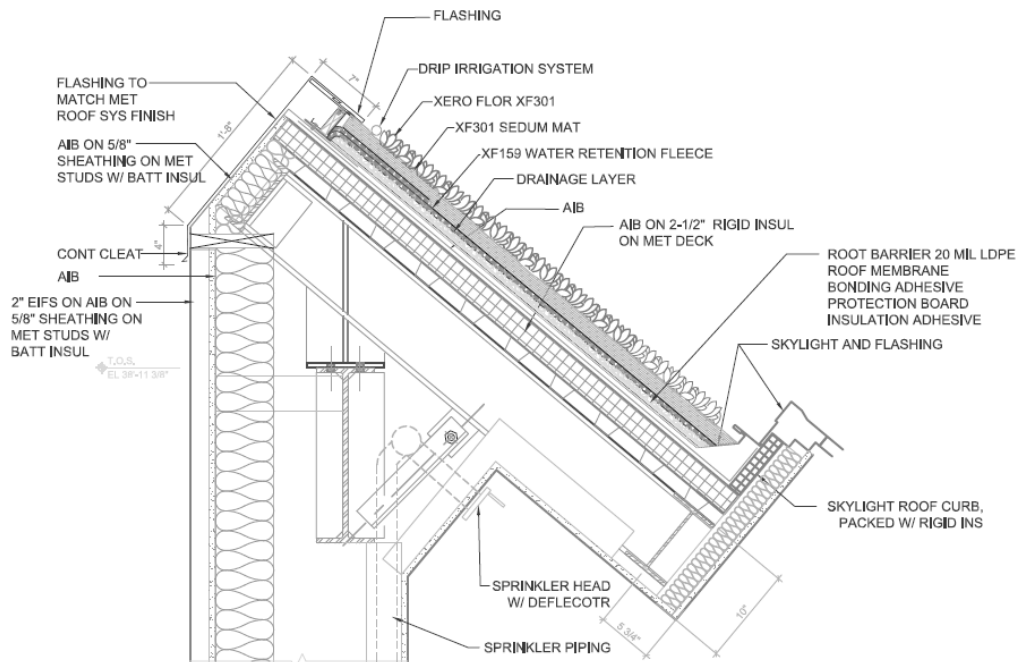 FLASHING
DRIP IRRIGATION SYSTEM
XERO FLOR XF301
XF301 SEDUM MAT
XF159 WATER RETENTION FLEECE
DRAINAGE LAYER
AIB
AIB ON 2-1/2" RIGID INSUL
ON MET DECK
ROOT BARRIER 20 MIL LDPE
ROOF MEMBRANE
BONDING ADHESIVE
PROTECTION BOARD
INSULATION ADHESIVE
SKYLIGHT AND FLASHING
SKYLIGHT ROOF CURB,
PACKED W/ RIGID INS
FLASHING TO
MATCH MET
ROOF SYS FINISH
AIB ON 5/8"
SHEATHING ON MET
STUDS W/ BATT INSUL
CONT CLEAT
AIB
2" EIFS ON AIB ON
5/8" SHEATHING ON
MET STUDS W/
BATT INSUL
T.O.S.
EL 38'-11 3/8"
SPRINKLER HEAD
W/ DEFLECOTR
SPRINKLER PIPING
7"
1'-8"
4"
5 3/4"
10"